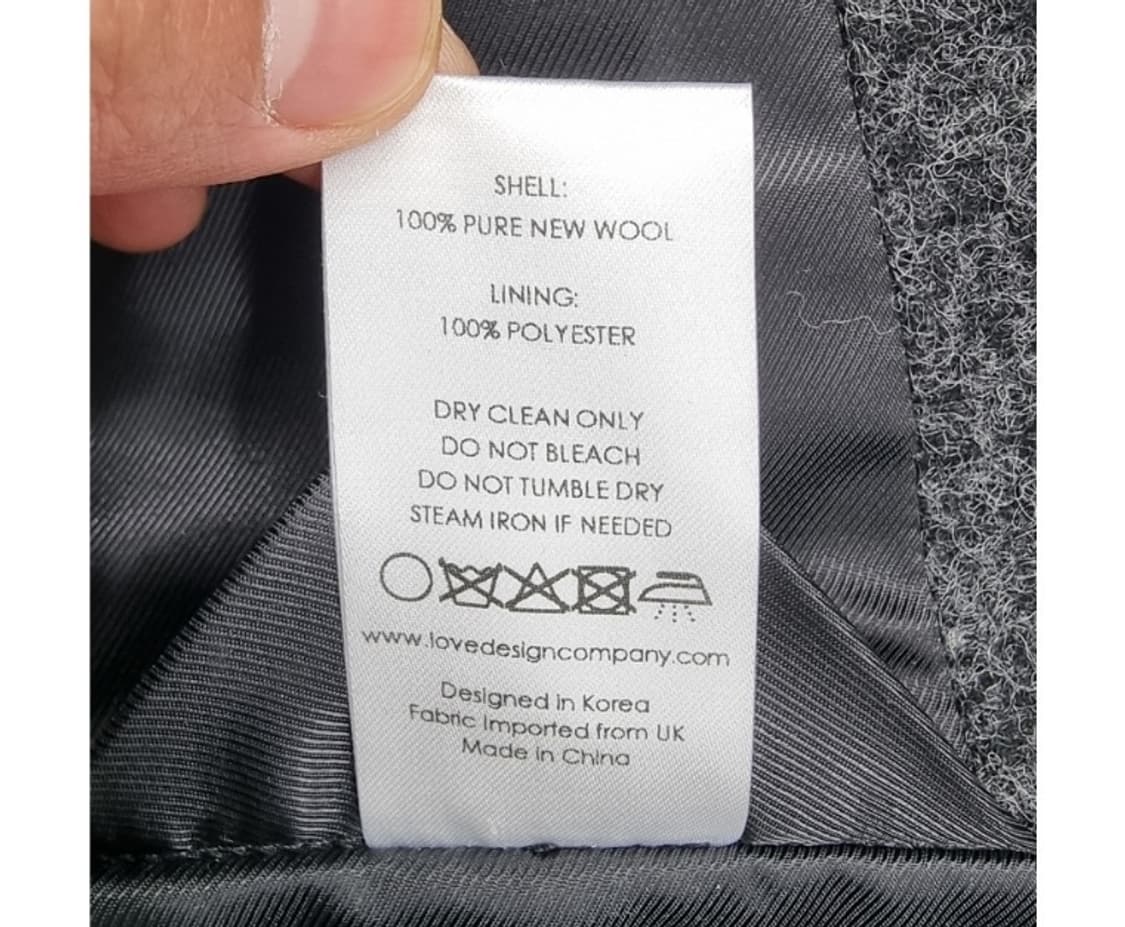 SHELL:
100% PURE NEW WOOL
LINING:
100% POLYESTER
DRY CLEAN ONLY
DO NOT BLEACH
DO NOT TUMBLE DRY
STEAM IRON IF NEEDED
www.lovedesigncompany.com
Designed in Korea
Fabric Imported from UK
Made in China